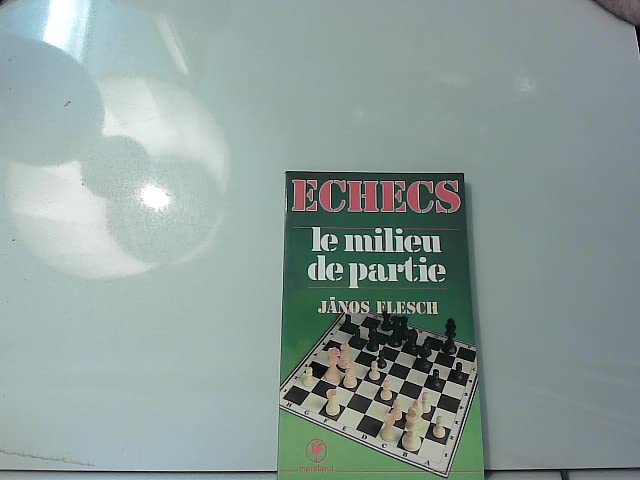 ECHECS
le milieu
de partie
JÁNOS FLESCH
H G F E D C B A
marabout